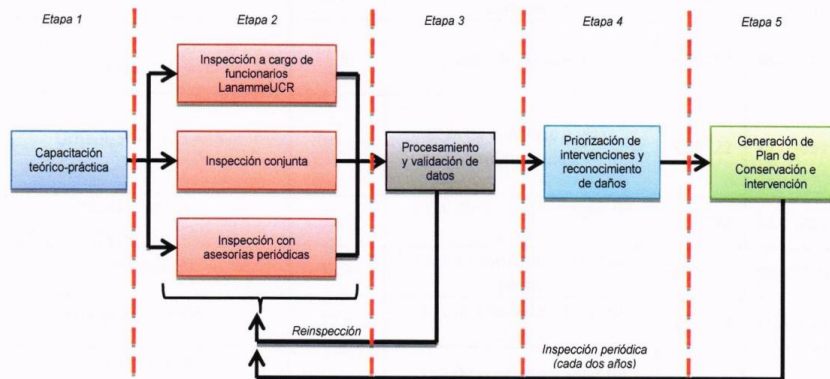 Etapa 1
Etapa 2
Etapa 3
Etapa 4
Etapa 5
Capacitación
teórico-práctica
Inspección a cargo de
funcionarios
LanammeUCR
Inspección conjunta
Inspección con
asesorías periódicas
Procesamiento
y validación de
datos
Priorización de
intervenciones y
reconocimiento
de daños
Generación de
Plan de
Conservación e
intervención
Reinspección
Inspección periódica
(cada dos años)